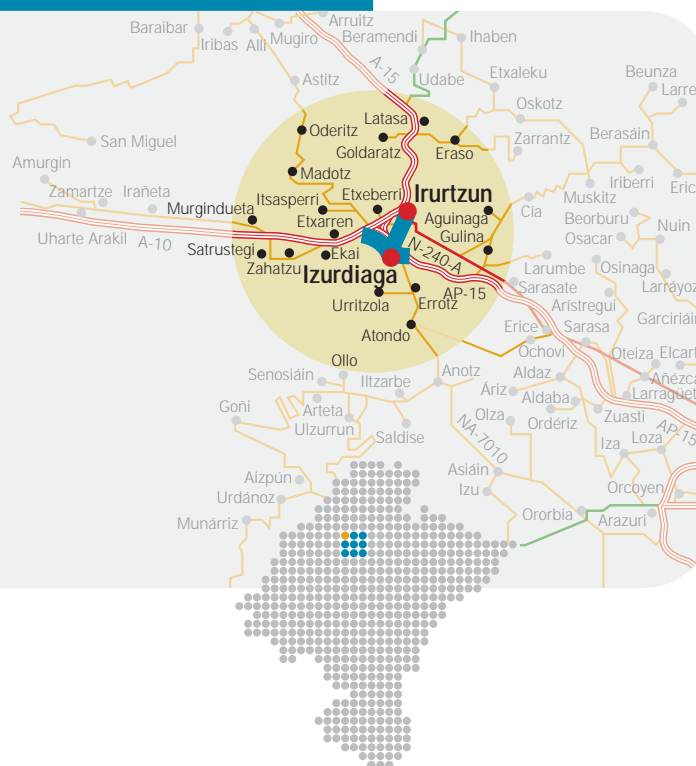 Arruitz
Baraibar
Beramendi
Iribas
Alli
Mugiro
Ihaben
A-15
Udabe
Etxaleku
Beunza
Astitz
Larre
Oskotz
Latasa
Oderitz
Berasáin
San Miguel
Goldaratz
Eraso
Zarrantz
Amurgin
Madotz
Iriberri
Eric
Zamartze
Irañeta
Itsasperri
Etxeberri
Irurtzun
Muskitz
Murgindueta
Etxarren
Aguinaga
Cía
Beorburu
Uharte Arakil
A-10
Gulina
Osacar
Nuin
Satrustegi
Ekai
N-240-A
Zahatzu
Izurdiaga
Larumbe
Osinaga
Sarasate
Larráyoz
Urritzola
Errotz
AP-15
Arístregui
Garciriáin
Atondo
Erice
Sarasa
Ochovi
Oteiza
Elcart
Ollo
Senosiáin
Iltzarbe
Anotz
Aldaz
Añézca
Áriz
Larragüet
Goñi
Arteta
Aldaba
Ulzurrun
Olza
Ordériz
Zuasti
AP-15
Saldise
NA-7010
Iza
Loza
Aizpún
Asiáin
Urdánoz
Izu
Orcoyen
Munárriz
Ororbia
Arazuri